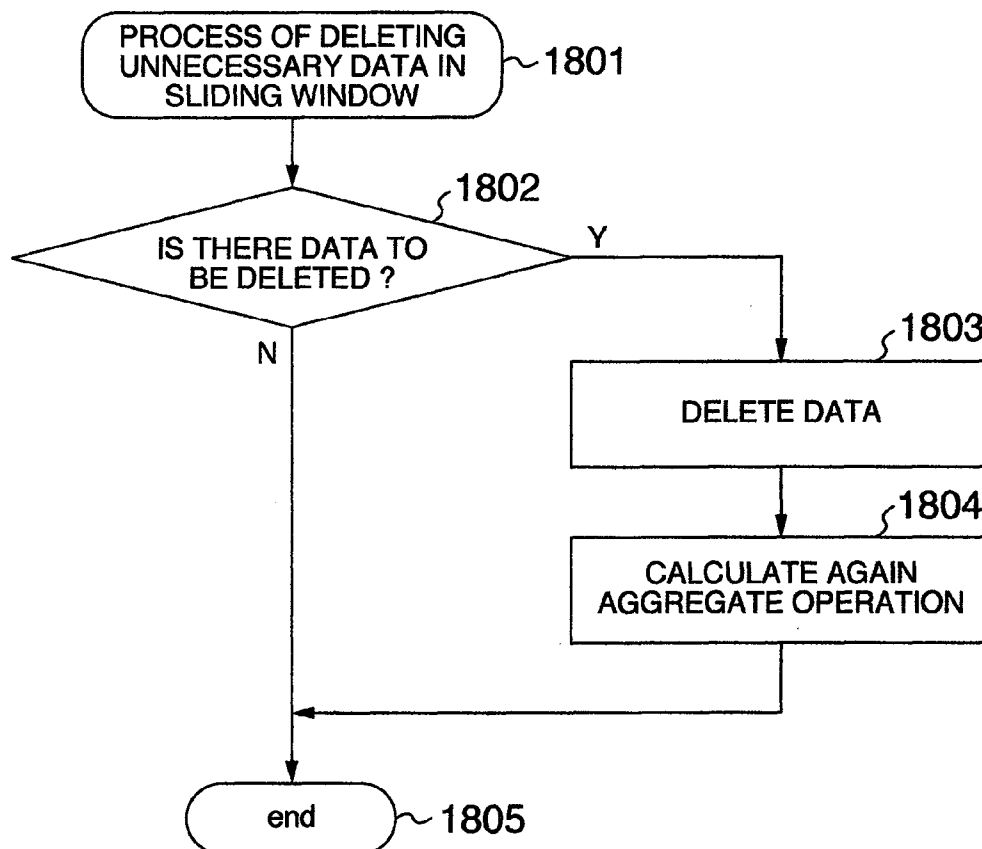 PROCESS OF DELETING
UNNECESSARY DATA IN
SLIDING WINDOW
1801
1802
IS THERE DATA TO
BE DELETED ?
Y
N
1803
DELETE DATA
1804
CALCULATE AGAIN
AGGREGATE OPERATION
end
1805